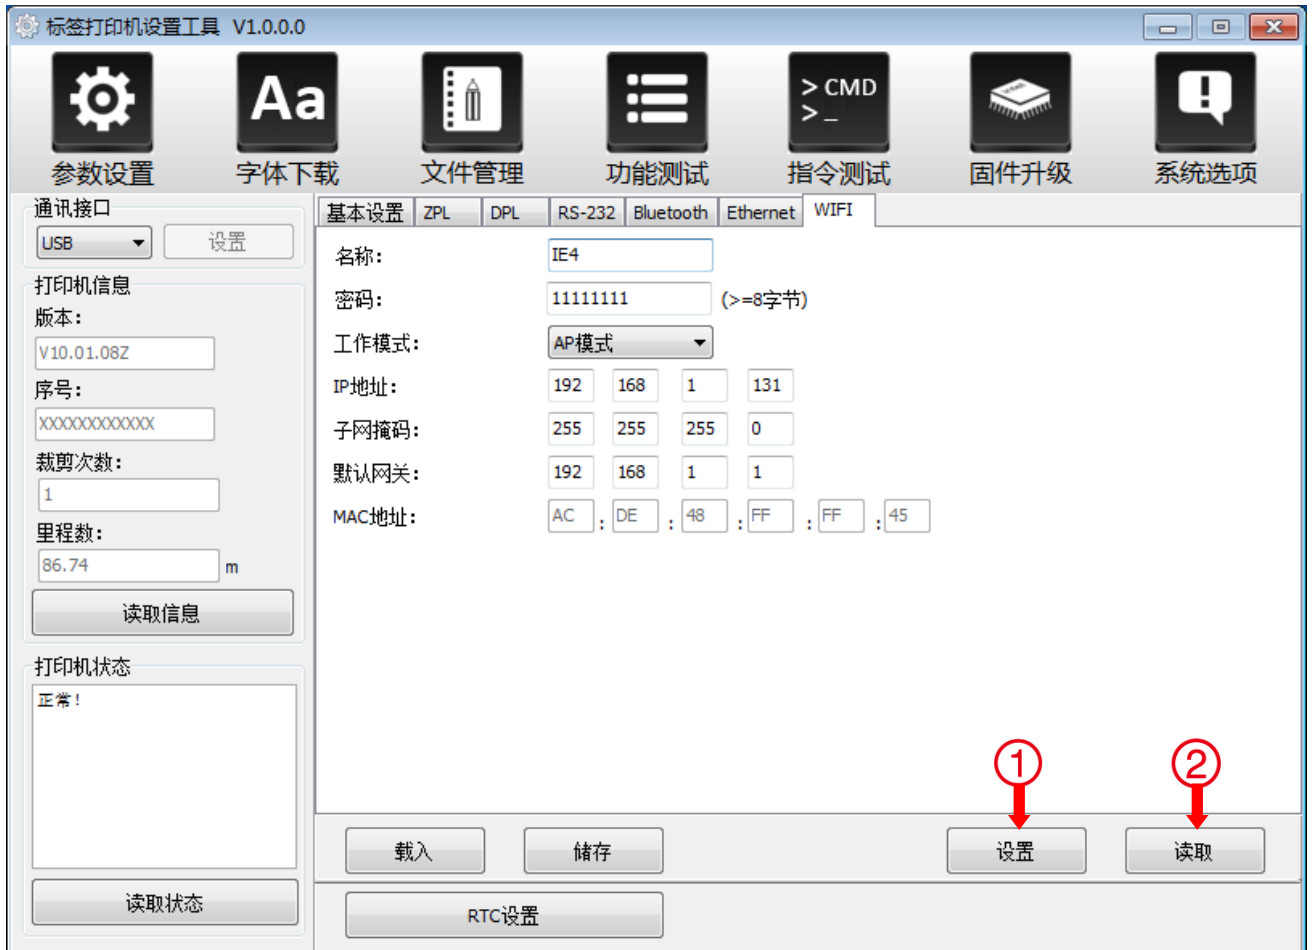 标签打印机设置工具 V1.0.0.0
Aa
> CMD
> _
参数设置 字体下载 文件管理 功能测试 指令测试 固件升级 系统选项
通讯接口
USB 设置
打印机信息
版本:
V10.01.08Z
序号:
XXXXXXXXXXXX
裁剪次数:
1
里程数:
86.74 m
读取信息
打印机状态
正常!
读取状态
基本设置 ZPL DPL RS-232 Bluetooth Ethernet WIFI
名称: IE4
密码: 11111111 (>=8字节)
工作模式: AP模式
IP地址: 192 168 1 131
子网掩码: 255 255 255 0
默认网关: 192 168 1 1
MAC地址: AC : DE : 48 : FF : FF : 45
1 2
载入 储存 设置 读取
RTC设置